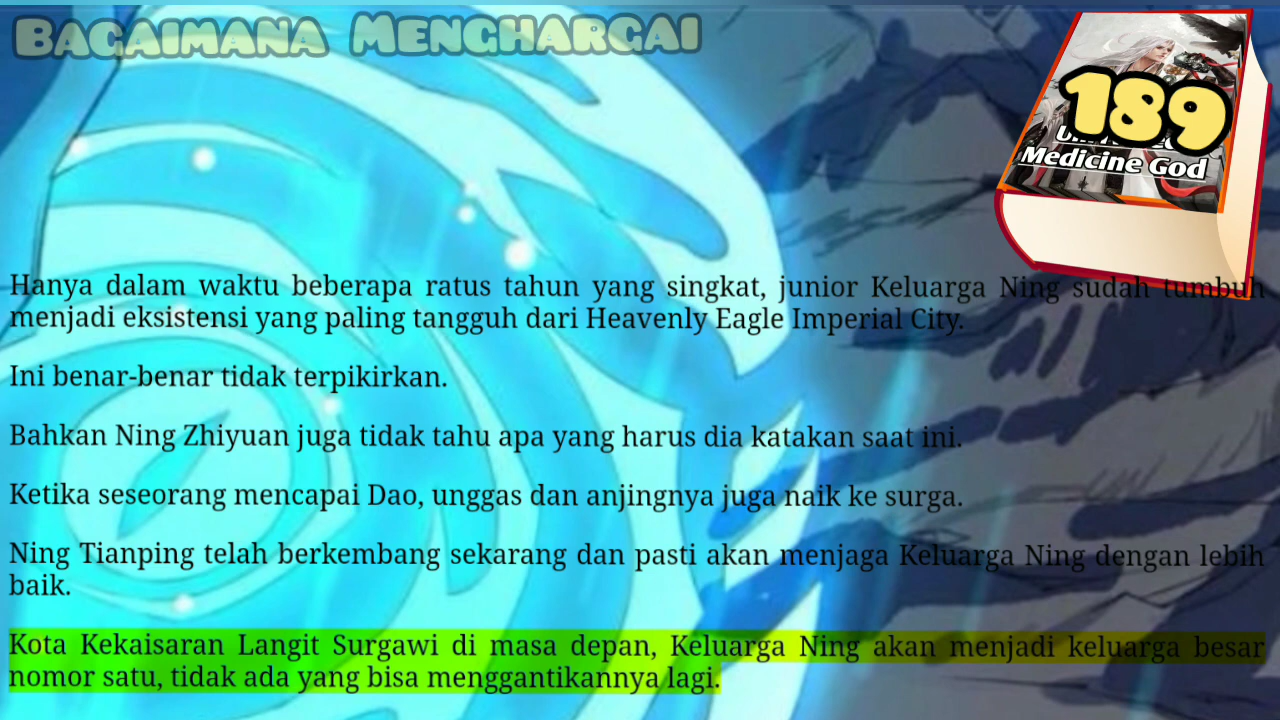 Bagaimana Menghargai
189
Medicine God
Hanya dalam waktu beberapa ratus tahun yang singkat, junior Keluarga Ning sudah tumbuh
menjadi eksistensi yang paling tangguh dari Heavenly Eagle Imperial City.
Ini benar-benar tidak terpikirkan.
Bahkan Ning Zhiyuan juga tidak tahu apa yang harus dia katakan saat ini.
Ketika seseorang mencapai Dao, unggas dan anjingnya juga naik ke surga.
Ning Tianping telah berkembang sekarang dan pasti akan menjaga Keluarga Ning dengan lebih
baik.
Kota Kekaisaran Langit Surgawi di masa depan, Keluarga Ning akan menjadi keluarga besar
nomor satu, tidak ada yang bisa menggantikannya lagi.